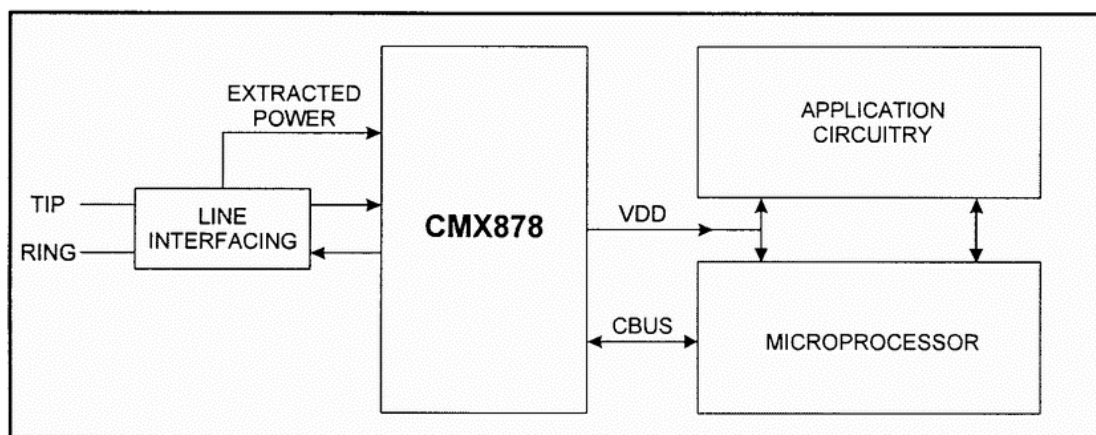 EXTRACTED
POWER
TIP
RING
LINE
INTERFACING
CMX878
VDD
CBUS
APPLICATION
CIRCUITRY
MICROPROCESSOR